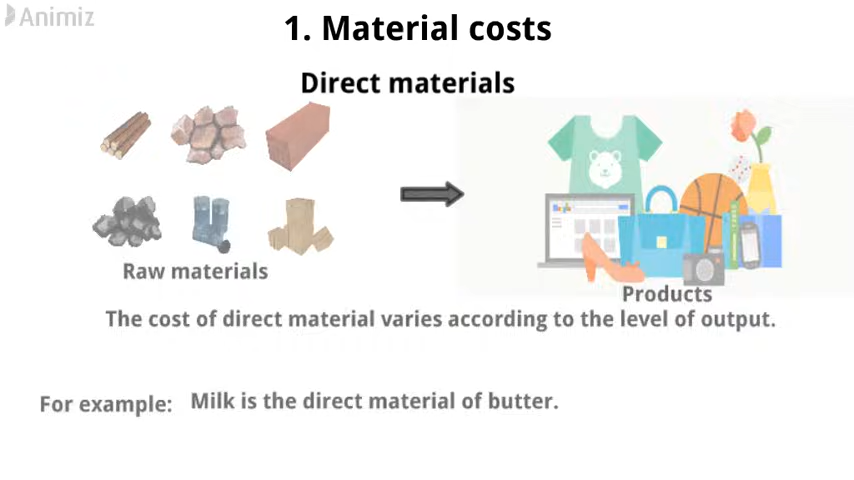 Animiz
1. Material costs
Direct materials
Raw materials
Products
The cost of direct material varies according to the level of output.
For example: Milk is the direct material of butter.